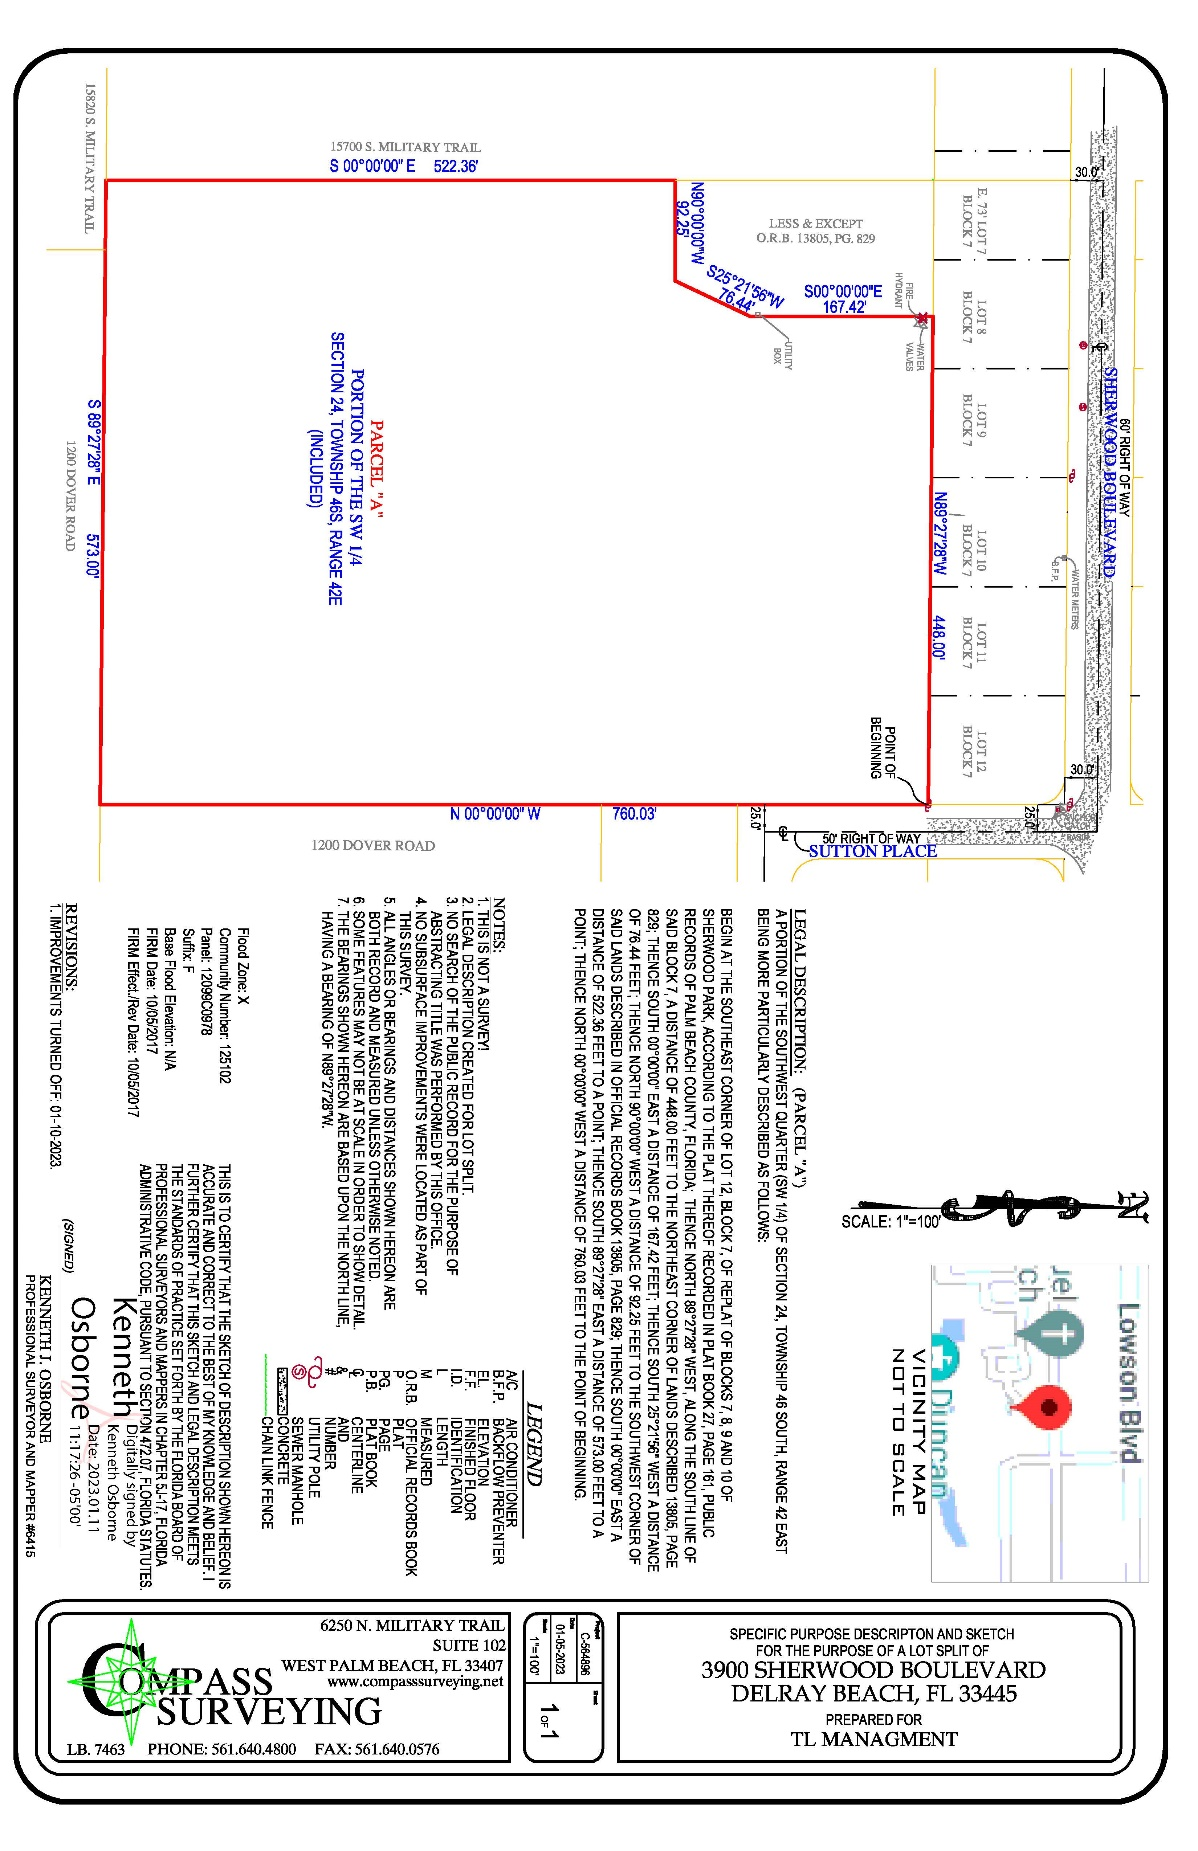 15820 S. MILITARY TRAIL
15700 S. MILITARY TRAIL
S 00°00'00" E 522.36'
N90°00'00"W
92.25'
LESS & EXCEPT
O.R.B. 13805, PG. 829
S25°21'56"W
76.44'
S00°00'00"E
167.42'
FIRE
HYDRANT
WATER
VALVES
UTILITY
BOX
E. 73' LOT 7
BLOCK 7
LOT 8
BLOCK 7
LOT 9
BLOCK 7
LOT 10
BLOCK 7
LOT 11
BLOCK 7
LOT 12
BLOCK 7
30.0'
60' RIGHT OF WAY
SHERWOOD BOULEVARD
WATER METERS
B.F.P.
N89°27'28"W 448.00'
PARCEL "A"
PORTION OF THE SW 1/4
SECTION 24, TOWNSHIP 46S, RANGE 42E
(INCLUDED)
S 89°27'28" E 573.00'
1200 DOVER ROAD
POINT OF
BEGINNING
30.0'
25.0'
25.0'
N 00°00'00" W 760.03'
1200 DOVER ROAD
50' RIGHT OF WAY
SUTTON PLACE
LEGAL DESCRIPTION: (PARCEL "A")
A PORTION OF THE SOUTHWEST QUARTER (SW 1/4) OF SECTION 24, TOWNSHIP 46 SOUTH, RANGE 42 EAST
BEING MORE PARTICULARLY DESCRIBED AS FOLLOWS:
BEGIN AT THE SOUTHEAST CORNER OF LOT 12, BLOCK 7, OF REPLAT OF BLOCKS 7, 8, 9 AND 10 OF
SHERWOOD PARK, ACCORDING TO THE PLAT THEREOF RECORDED IN PLAT BOOK 27, PAGE 161, PUBLIC
RECORDS OF PALM BEACH COUNTY, FLORIDA, THENCE NORTH 89°27'28" WEST, ALONG THE SOUTH LINE OF
SAID BLOCK 7, A DISTANCE OF 448.00 FEET TO THE NORTHEAST CORNER OF LANDS DESCRIBED 13805, PAGE
829; THENCE SOUTH 00°00'00" EAST A DISTANCE OF 167.42 FEET; THENCE SOUTH 25°21'56" WEST A DISTANCE
OF 76.44 FEET; THENCE NORTH 90°00'00" WEST A DISTANCE OF 92.25 FEET TO THE SOUTHWEST CORNER OF
SAID LANDS DESCRIBED IN OFFICIAL RECORDS BOOK 13805, PAGE 829; THENCE SOUTH 00°00'00" EAST A
DISTANCE OF 522.36 FEET TO A POINT; THENCE SOUTH 89°27'28" EAST A DISTANCE OF 573.00 FEET TO A
POINT; THENCE NORTH 00°00'00" WEST A DISTANCE OF 760.03 FEET TO THE POINT OF BEGINNING.
NOTES:
1. THIS IS NOT A SURVEY!
2. LEGAL DESCRIPTION CREATED FOR LOT SPLIT.
3. NO SEARCH OF THE PUBLIC RECORD FOR THE PURPOSE OF
ABSTRACTING TITLE WAS PERFORMED BY THIS OFFICE.
4. NO SUBSURFACE IMPROVEMENTS WERE LOCATED AS PART OF
THIS SURVEY.
5. ALL ANGLES OR BEARINGS AND DISTANCES SHOWN HEREON ARE
BOTH RECORD AND MEASURED UNLESS OTHERWISE NOTED.
6. SOME FEATURES MAY NOT BE AT SCALE IN ORDER TO SHOW DETAIL.
7. THE BEARINGS SHOWN HEREON ARE BASED UPON THE NORTH LINE,
HAVING A BEARING OF N89°27'28"W.
Flood Zone: X
Community Number: 125102
Panel: 12099C0978
Suffix: F
Base Flood Elevation: N/A
FIRM Date: 10/05/2017
FIRM Effect./Rev Date: 10/05/2017
REVISIONS:
1. IMPROVEMENTS TURNED OFF: 01-10-2023.
N
SCALE: 1"=100'
Lowson Blvd
uel
ch
Duncan
VICINITY MAP
NOT TO SCALE
LEGEND
A/C AIR CONDITIONER
B.F.P. BACKFLOW PREVENTER
EL. ELEVATION
F.F. FINISHED FLOOR
I.D. IDENTIFICATION
L LENGTH
M MEASURED
O.R.B. OFFICIAL RECORDS BOOK
P PLAT
PG. PAGE
P.B. PLAT BOOK
CENTERLINE
& AND
# NUMBER
UTILITY POLE
S SEWER MANHOLE
CONCRETE
CHAIN LINK FENCE
THIS IS TO CERTIFY THAT THE SKETCH OF DESCRIPTION SHOWN HEREON IS
ACCURATE AND CORRECT TO THE BEST OF MY KNOWLEDGE AND BELIEF. I
FURTHER CERTIFY THAT THIS SKETCH AND LEGAL DESCRIPTION MEETS
THE STANDARDS OF PRACTICE SET FORTH BY THE FLORIDA BOARD OF
PROFESSIONAL SURVEYORS AND MAPPERS IN CHAPTER 5J-17, FLORIDA
ADMINISTRATIVE CODE, PURSUANT TO SECTION 472.07, FLORIDA STATUTES.
Kenneth
Osborne
Digitally signed by
Kenneth Osborne
Date: 2023.01.11
11:17:26 -05'00'
(SIGNED)
KENNETH J. OSBORNE
PROFESSIONAL SURVEYOR AND MAPPER #6415
6250 N. MILITARY TRAIL
SUITE 102
WEST PALM BEACH, FL 33407
www.compasssurveying.net
COMPASS
SURVEYING
LB. 7463 PHONE: 561.640.4800 FAX: 561.640.0576
Project
C-564896
Date
01-05-2023
Scale
1"=100'
Sheet
1 OF 1
SPECIFIC PURPOSE DESCRIPTON AND SKETCH
FOR THE PURPOSE OF A LOT SPLIT OF
3900 SHERWOOD BOULEVARD
DELRAY BEACH, FL 33445
PREPARED FOR
TL MANAGMENT